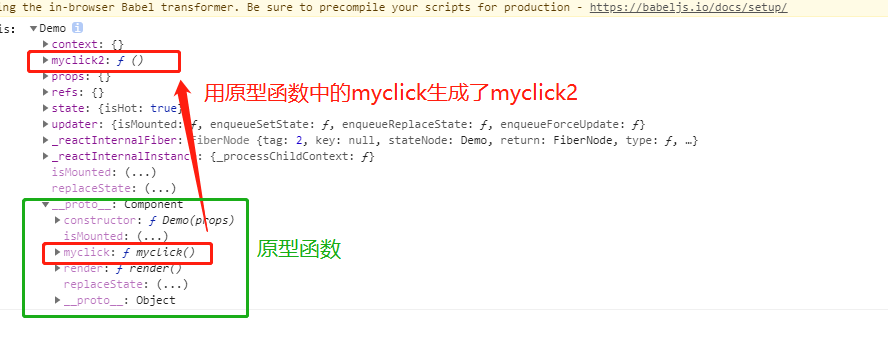 ing the in-browser Babel transformer. Be sure to precompile your scripts for production - https://babeljs.io/docs/setup/
is: ▼Demo i
▶context: {}
▶myclick2: ƒ ()
▶props: {}
▶refs: {}
▶state: {isHot: true}
▶updater: {isMounted: ƒ, enqueueSetState: ƒ, enqueueReplaceState: ƒ, enqueueForceUpdate: ƒ}
▶_reactInternalFiber: FiberNode {tag: 2, key: null, stateNode: Demo, return: FiberNode, type: ƒ, …}
▶_reactInternalInstance: {_processChildContext: ƒ}
isMounted: (...)
replaceState: (...)
▼__proto__: Component
▶constructor: ƒ Demo(props)
isMounted: (...)
▶myclick: ƒ myclick()
▶render: ƒ render()
replaceState: (...)
▶__proto__: Object
用原型函数中的myclick生成了myclick2
原型函数